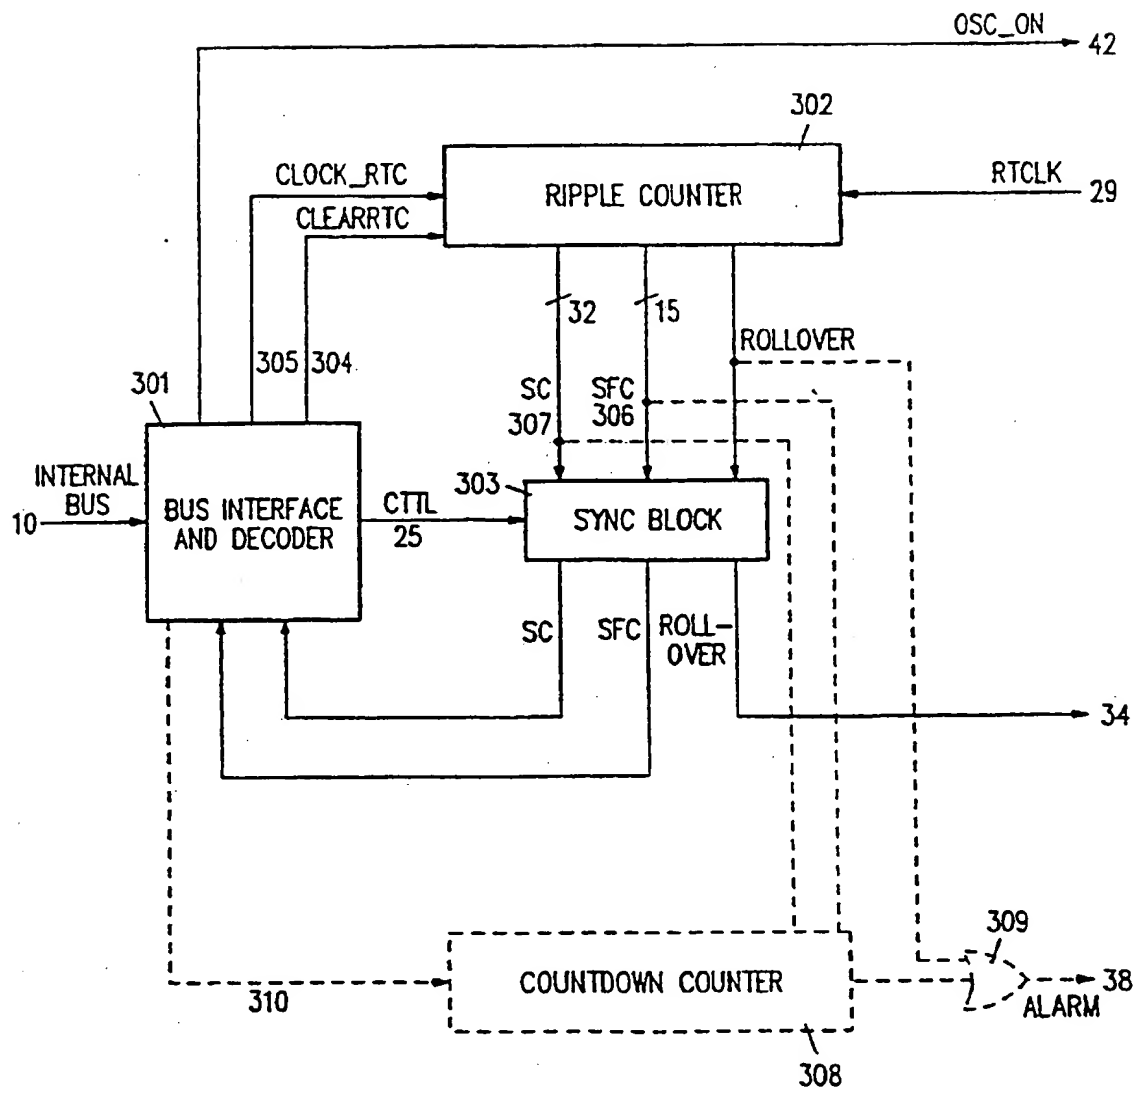 OSC_ON
42
302
CLOCK_RTC
RIPPLE COUNTER
RTCLK
29
CLEARRTC
32
15
305
304
ROLLOVER
301
SC
307
SFC
306
INTERNAL
BUS
10
303
BUS INTERFACE
AND DECODER
CTTL
25
SYNC BLOCK
SC
SFC
ROLL-
OVER
34
309
310
COUNTDOWN COUNTER
38
ALARM
308